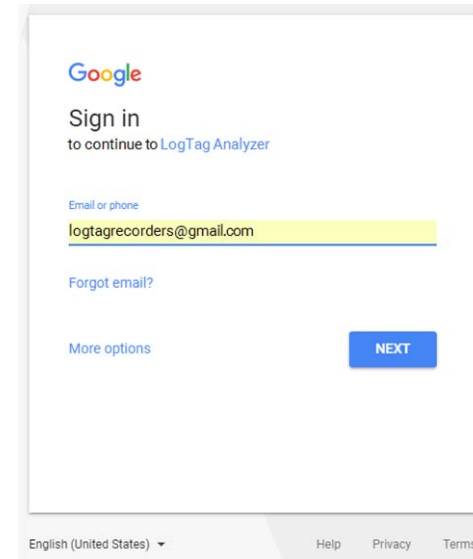 Google
Sign in
to continue to LogTag Analyzer
Email or phone
logtagrecorders@gmail.com
Forgot email?
More options
NEXT
English (United States)
Help
Privacy
Terms